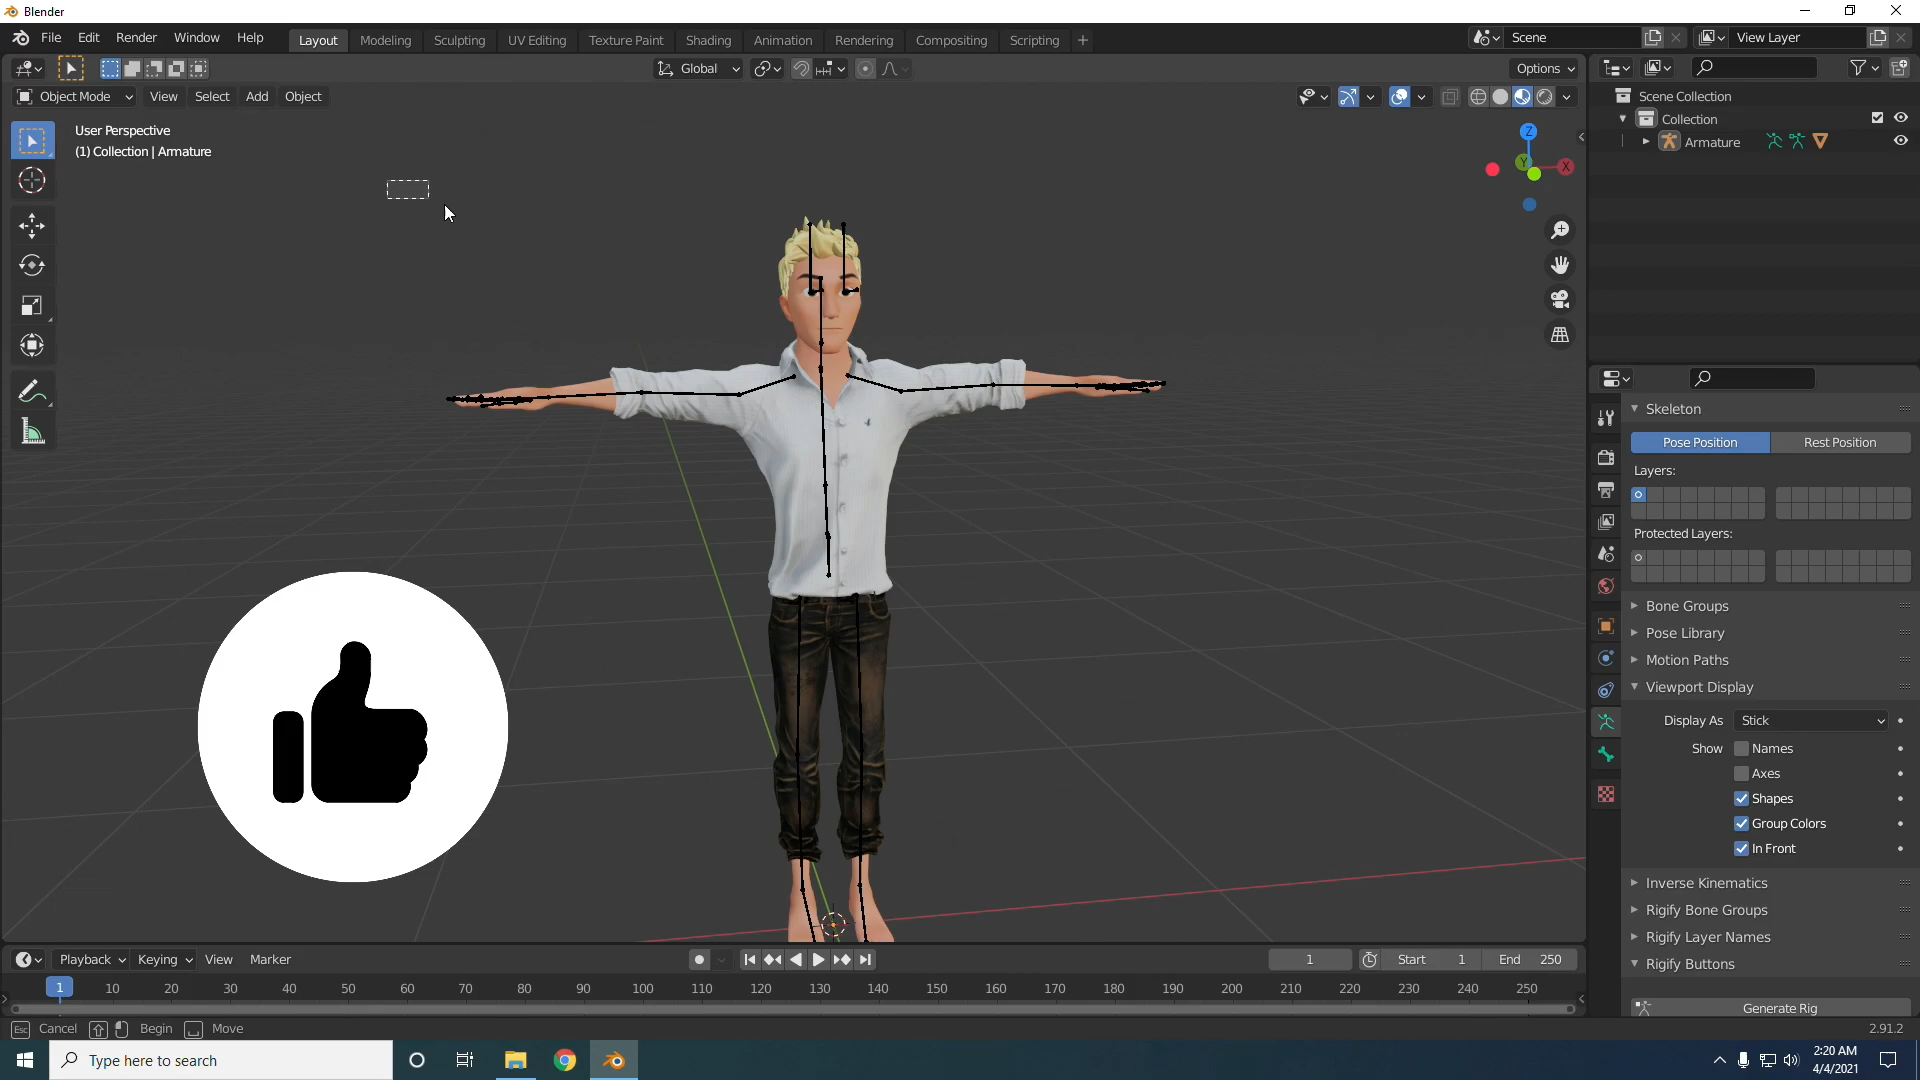 Blender
File Edit Render Window Help
Layout Modeling Sculpting UV Editing Texture Paint Shading Animation Rendering Compositing Scripting +
Scene
View Layer
Global
Options
Object Mode View Select Add Object
User Perspective
(1) Collection | Armature
Z
Y
X
Scene Collection
Collection
Armature
Skeleton
Pose Position Rest Position
Layers:
Protected Layers:
Bone Groups
Pose Library
Motion Paths
Viewport Display
Display As Stick
Show Names
Axes
Shapes
Group Colors
In Front
Inverse Kinematics
Rigify Bone Groups
Rigify Layer Names
Rigify Buttons
Generate Rig
Playback Keying View Marker
1 Start 1 End 250
1 10 20 30 40 50 60 70 80 90 100 110 120 130 140 150 160 170 180 190 200 210 220 230 240 250
Esc Cancel Begin Move
2.91.2
Type here to search
2:20 AM
4/4/2021